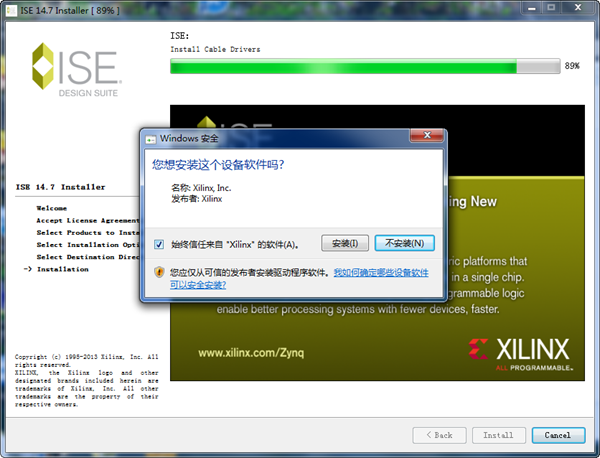 ISE 14.7 Installer [ 89% ]
ISE:
Install Cable Drivers
89%
ISE
DESIGN SUITE
ISE 14.7 Installer
Welcome
Accept License Agreement
Select Products to Install
Select Installation Opti
Select Destination Direc
-> Installation
Windows 安全
您想安装这个设备软件吗?
名称: Xilinx, Inc.
发布者: Xilinx
始终信任来自 "Xilinx" 的软件(A)。
安装(I)
不安装(N)
您应仅从可信的发布者安装驱动程序软件。我如何确定哪些设备软件
可以安全安装?
ing New
ric platforms that
in a single chip.
grammable logic
enable better processing systems with fewer devices, faster.
www.xilinx.com/Zynq
XILINX
ALL PROGRAMMABLE.
Copyright (c) 1995-2013 Xilinx, Inc. All
rights reserved.
XILINX, the Xilinx logo and other
designated brands included herein are
trademarks of Xilinx, Inc. All other
trademarks are the property of their
respective owners.
< Back
Install
Cancel